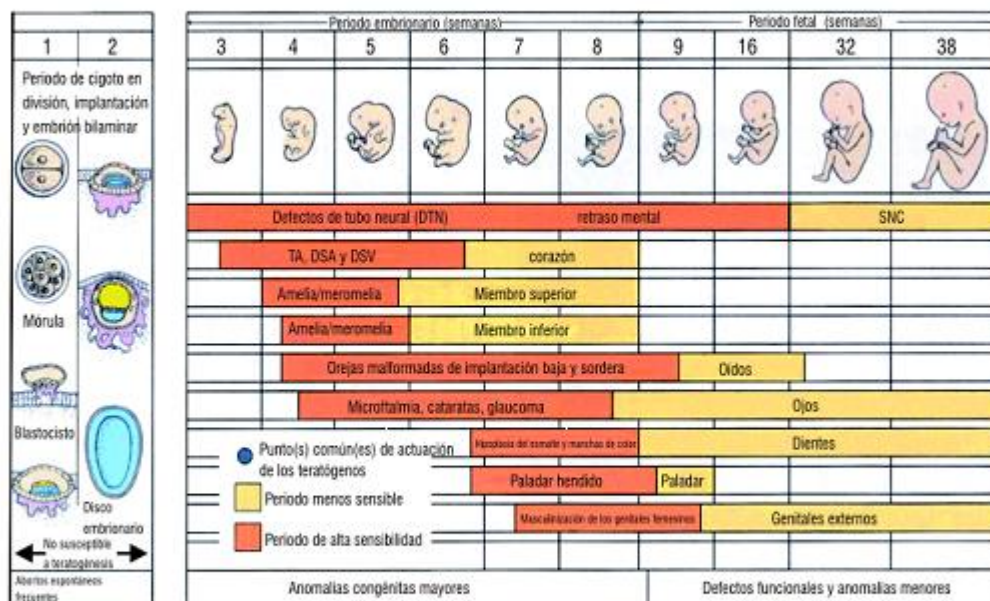 Periodo embrionario (semanas)
Periodo fetal (semanas)
1 2 3 4 5 6 7 8 9 16 32 38
Periodo de cigoto en
división, implantación
y embrión bilaminar
Mórula
Blastocisto
Disco
embrionario
No susceptible
a teratogénesis
Abortos espontáneos
frecuentes
Defectos de tubo neural (DTN) retraso mental SNC
TA, DSA y DSV corazón
Amelia/meromelia Miembro superior
Amelia/meromelia Miembro inferior
Orejas malformadas de implantación baja y sordera Oídos
Microftalmia, cataratas, glaucoma Ojos
Hipoplasia del esmalte y manchas de color Dientes
Paladar hendido Paladar
Masculinización de los genitales femeninos Genitales externos
Punto(s) común(es) de actuación
de los teratógenos
Periodo menos sensible
Periodo de alta sensibilidad
Anomalías congénitas mayores
Defectos funcionales y anomalías menores